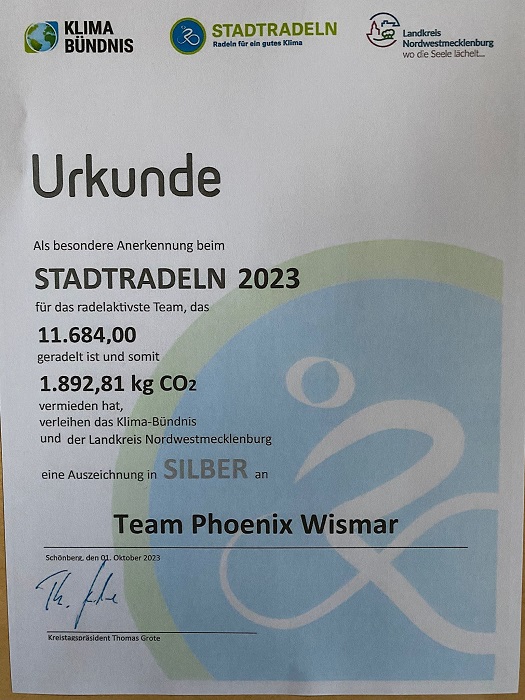 KLIMA
BÜNDNIS
STADTRADELN
Radeln für ein gutes Klima
Landkreis
Nordwestmecklenburg
wo die Seele lächelt...
Urkunde
Als besondere Anerkennung beim
STADTRADELN 2023
für das radelaktivste Team, das
11.684,00
geradelt ist und somit
1.892,81 kg CO2
vermieden hat,
verleihen das Klima-Bündnis
und der Landkreis Nordwestmecklenburg
eine Auszeichnung in SILBER an
Team Phoenix Wismar
Schönberg, den 01. Oktober 2023
Th.
Kreistagspräsident Thomas Grote